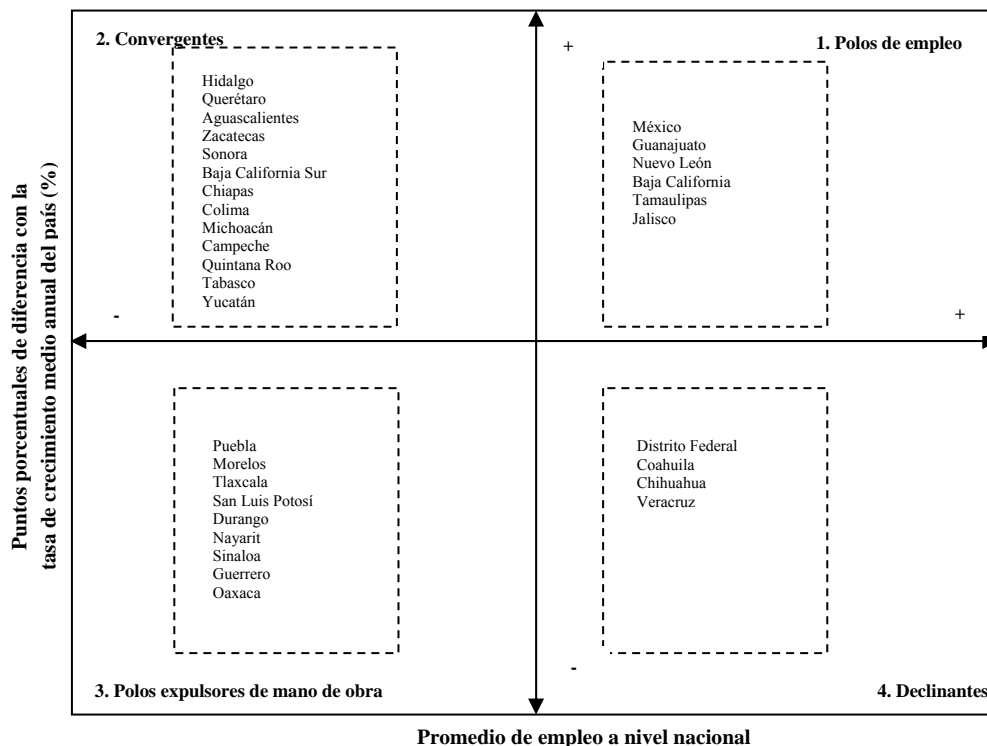 2. Convergentes
+
1. Polos de empleo
Hidalgo
Querétaro
Aguascalientes
Zacatecas
Sonora
Baja California Sur
Chiapas
Colima
Michoacán
Campeche
Quintana Roo
Tabasco
Yucatán
México
Guanajuato
Nuevo León
Baja California
Tamaulipas
Jalisco
-
+
Puntos porcentuales de diferencia con la
tasa de crecimiento medio anual del país (%)
Puebla
Morelos
Tlaxcala
San Luis Potosí
Durango
Nayarit
Sinaloa
Guerrero
Oaxaca
Distrito Federal
Coahuila
Chihuahua
Veracruz
-
3. Polos expulsores de mano de obra
4. Declinantes
Promedio de empleo a nivel nacional